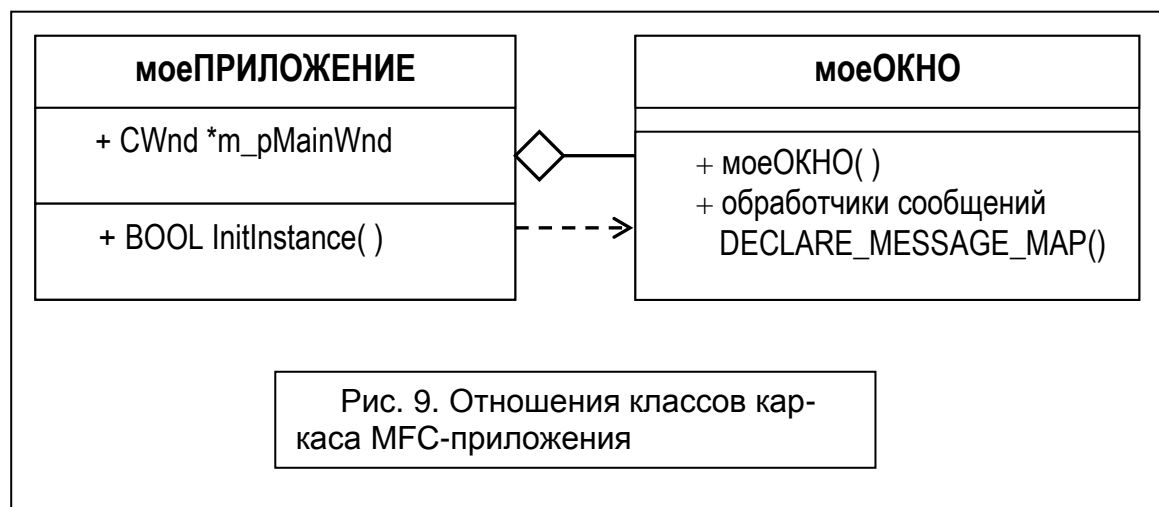 моеПРИЛОЖЕНИЕ
+ CWnd *m_pMainWnd
+ BOOL InitInstance( )
моеОКНО
+ моеОКНО( )
+ обработчики сообщений
DECLARE_MESSAGE_MAP()
Рис. 9. Отношения классов кар-
каса MFC-приложения